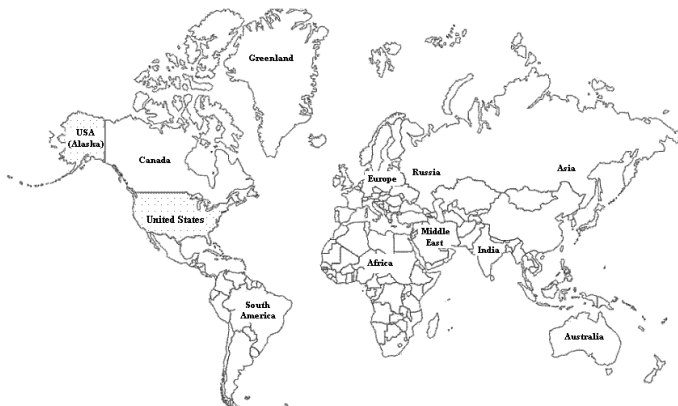 Greenland
USA
(Alaska)
Canada
Europe
Russia
Asia
United States
Middle
East
India
Africa
South
America
Australia